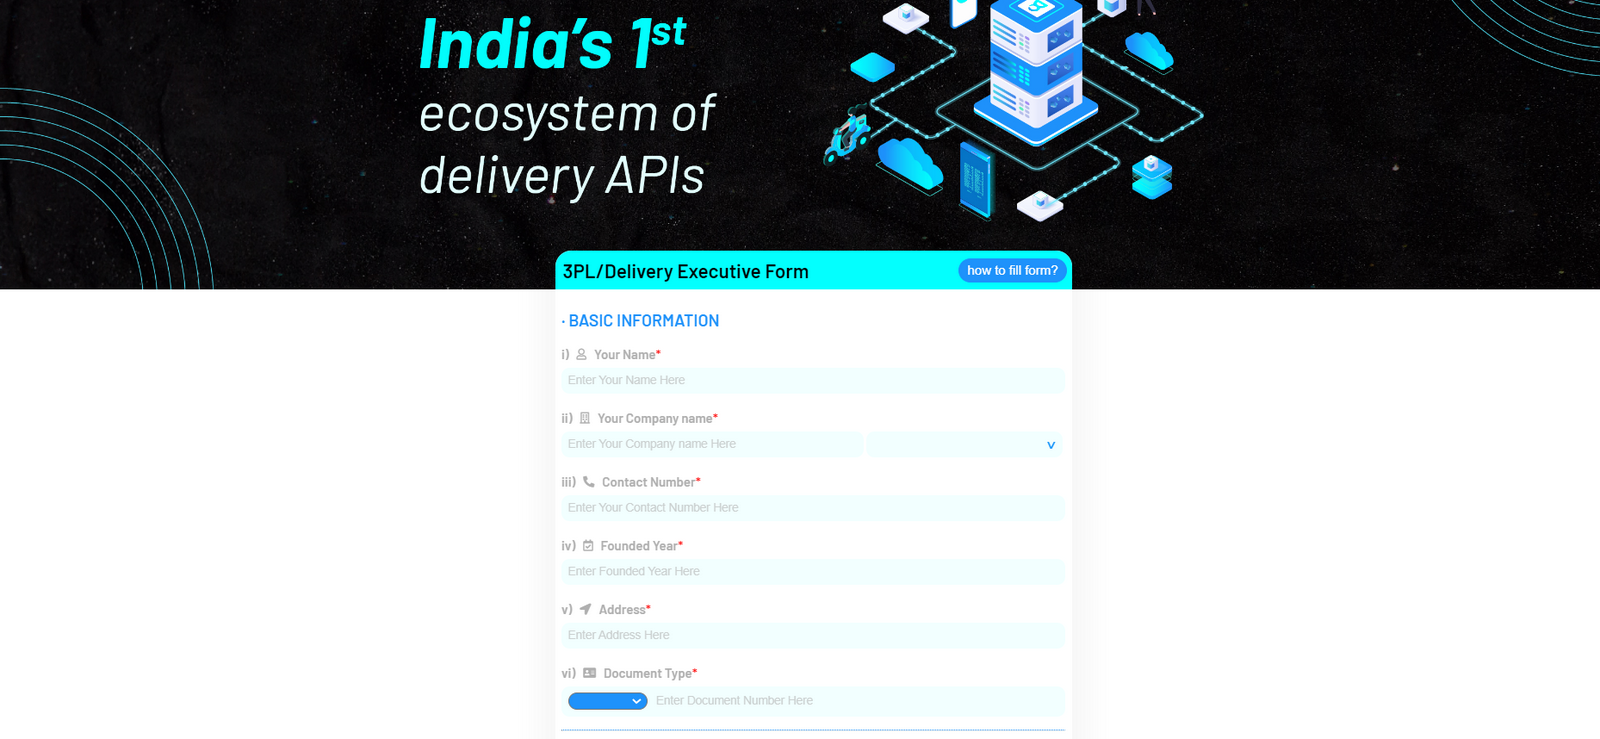 India’s 1st
ecosystem of
delivery APIs
3PL/Delivery Executive Form
how to fill form?
· BASIC INFORMATION
i) Your Name*
Enter Your Name Here
ii) Your Company name*
Enter Your Company name Here
iii) Contact Number*
Enter Your Contact Number Here
iv) Founded Year*
Enter Founded Year Here
v) Address*
Enter Address Here
vi) Document Type*
Enter Document Number Here